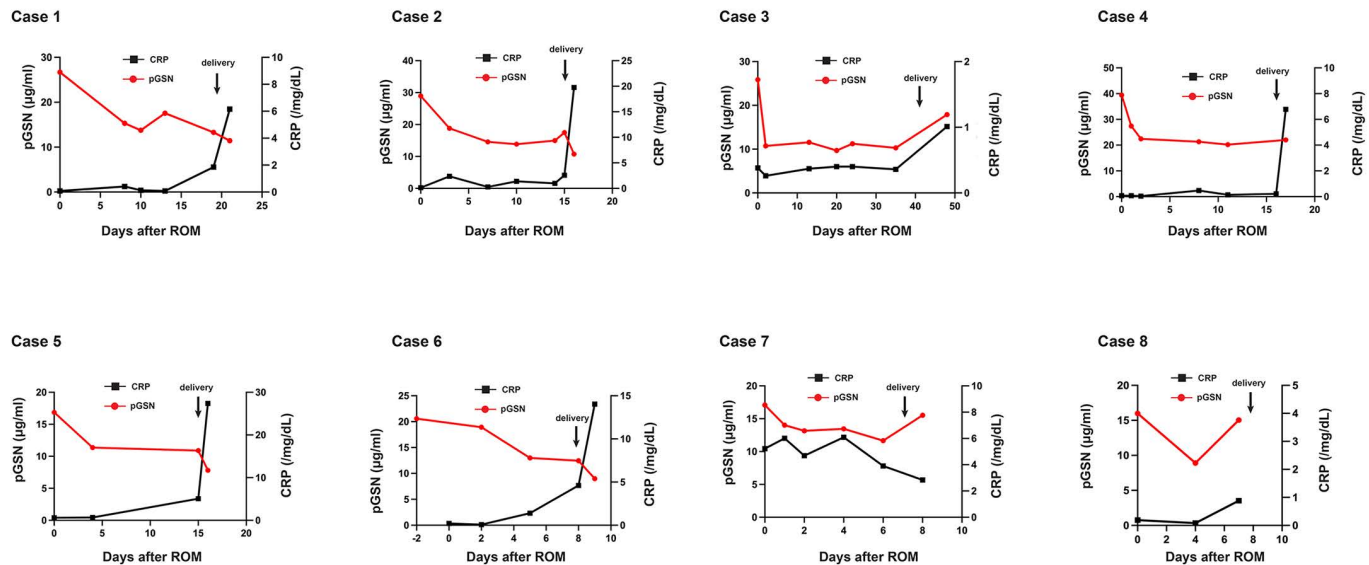 Case 1
CRP
pGSN
delivery
pGSN (µg/ml)
30
20
10
0
CRP (/mg/dL)
10
8
6
4
2
0
0 5 10 15 20 25
Days after ROM
Case 2
CRP
pGSN
delivery
pGSN (µg/ml)
40
30
20
10
0
CRP (/mg/dL)
25
20
15
10
5
0
0 5 10 15 20
Days after ROM
Case 3
CRP
pGSN
delivery
pGSN (µg/ml)
30
20
10
0
CRP (/mg/dL)
2
1
0
0 10 20 30 40 50
Days after ROM
Case 4
CRP
pGSN
delivery
pGSN (µg/ml)
50
40
30
20
10
0
CRP (/mg/dL)
10
8
6
4
2
0
0 5 10 15 20
Days after ROM
Case 5
CRP
pGSN
delivery
pGSN (µg/ml)
20
15
10
5
0
CRP (/mg/dL)
30
20
10
0
0 5 10 15 20
Days after ROM
Case 6
CRP
pGSN
delivery
pGSN (µg/ml)
25
20
15
10
5
0
CRP (/mg/dL)
15
10
5
0
-2 0 2 4 6 8 10
Days after ROM
Case 7
CRP
pGSN
delivery
pGSN (µg/ml)
20
15
10
5
0
CRP (/mg/dL)
10
8
6
4
2
0
0 2 4 6 8 10
Days after ROM
Case 8
CRP
pGSN
delivery
pGSN (µg/ml)
20
15
10
5
0
CRP (/mg/dL)
5
4
3
2
1
0
0 2 4 6 8 10
Days after ROM